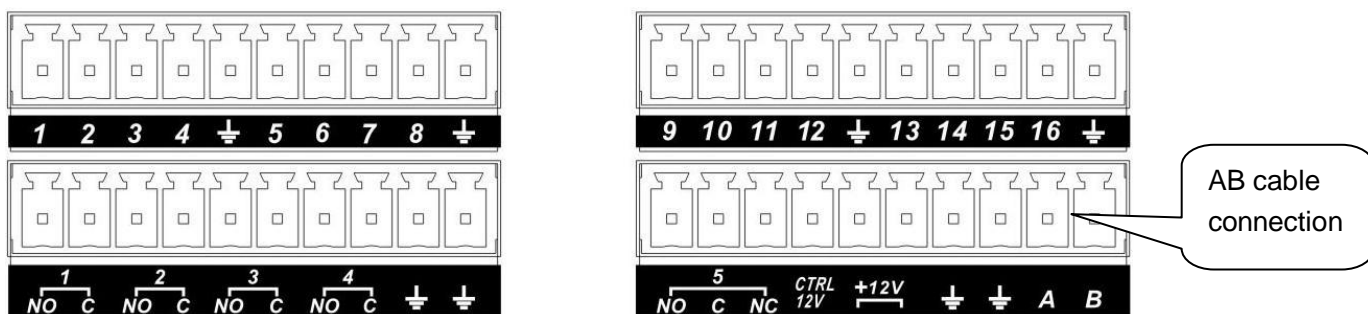 1 2 3 4 ⏚ 5 6 7 8 ⏚
9 10 11 12 ⏚ 13 14 15 16 ⏚
AB cable
connection
1 2 3 4
NO C NO C NO C NO C ⏚ ⏚
5 CTRL 12V +12V
NO C NC ⏚ ⏚ A B